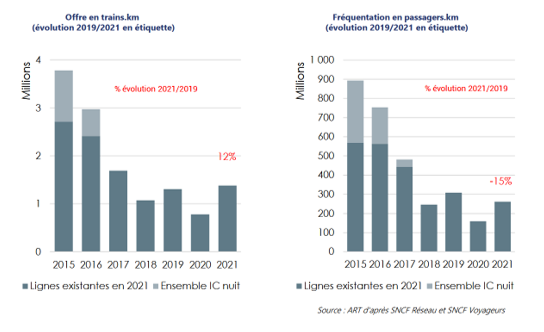 Offre en trains.km
(évolution 2019/2021 en étiquette)
Millions
% évolution 2021/2019
4
3
2
1
0
12%
2015 2016 2017 2018 2019 2020 2021
Lignes existantes en 2021 Ensemble IC nuit
Fréquentation en passagers.km
(évolution 2019/2021 en étiquette)
Millions
% évolution 2021/2019
1 000
900
800
700
600
500
400
300
200
100
0
-15%
2015 2016 2017 2018 2019 2020 2021
Lignes existantes en 2021 Ensemble IC nuit
Source : ART d'après SNCF Réseau et SNCF Voyageurs